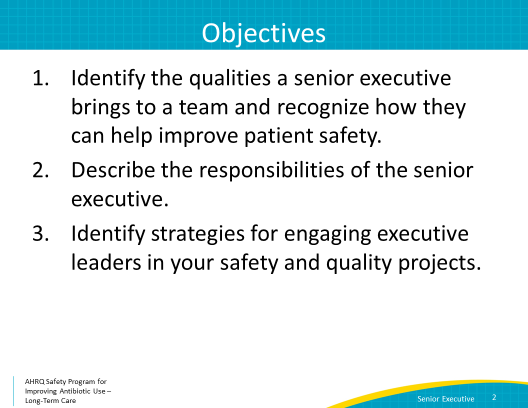 Objectives
1. Identify the qualities a senior executive
brings to a team and recognize how they
can help improve patient safety.
2. Describe the responsibilities of the senior
executive.
3. Identify strategies for engaging executive
leaders in your safety and quality projects.
AHRQ Safety Program for
Improving Antibiotic Use –
Long-Term Care
Senior Executive 2